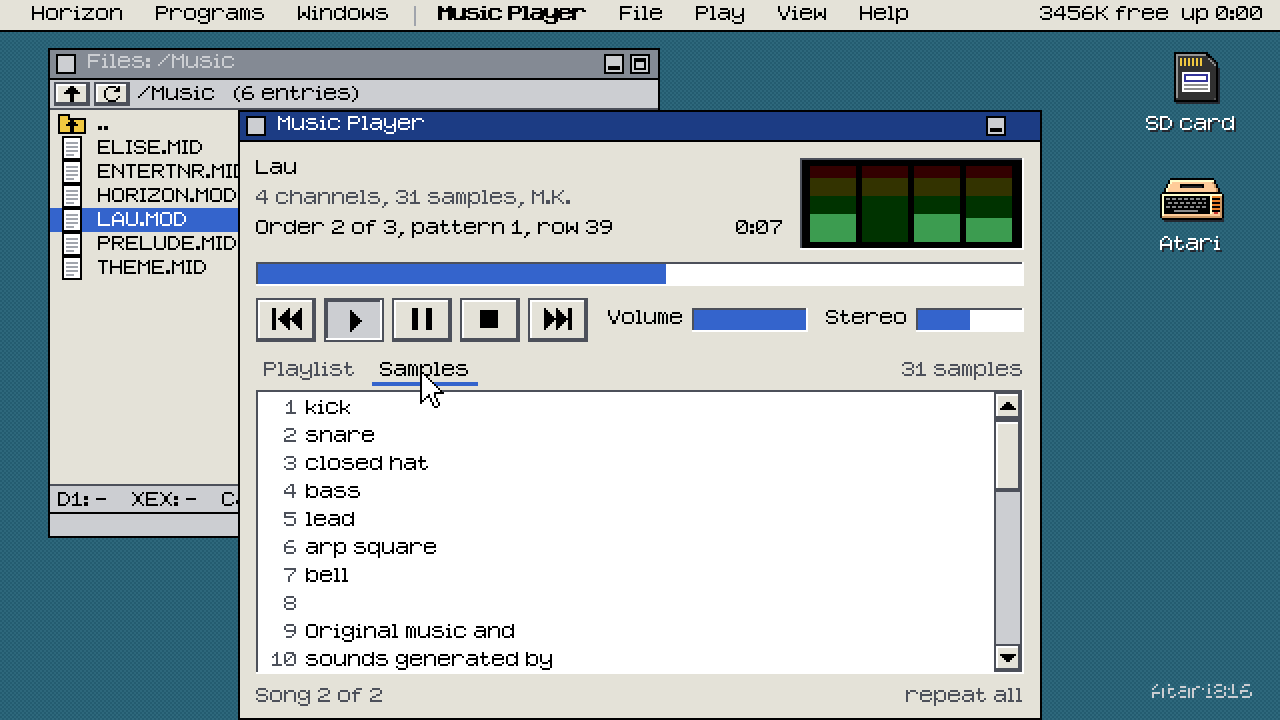 Horizon Programs Windows | Music Player File Play View Help 3456K free up 0:00
Files: /Music
/Music (6 entries)
..
ELISE.MID
ENTERTNR.MID
HORIZON.MOD
LAU.MOD
PRELUDE.MID
THEME.MID
D1: - XEX: -
Music Player
Lau
4 channels, 31 samples, M.K.
Order 2 of 3, pattern 1, row 39 0:07
Volume Stereo
Playlist Samples 31 samples
1 kick
2 snare
3 closed hat
4 bass
5 lead
6 arp square
7 bell
8
9 Original music and
10 sounds generated by
Song 2 of 2 repeat all
SD card
Atari
Atari816